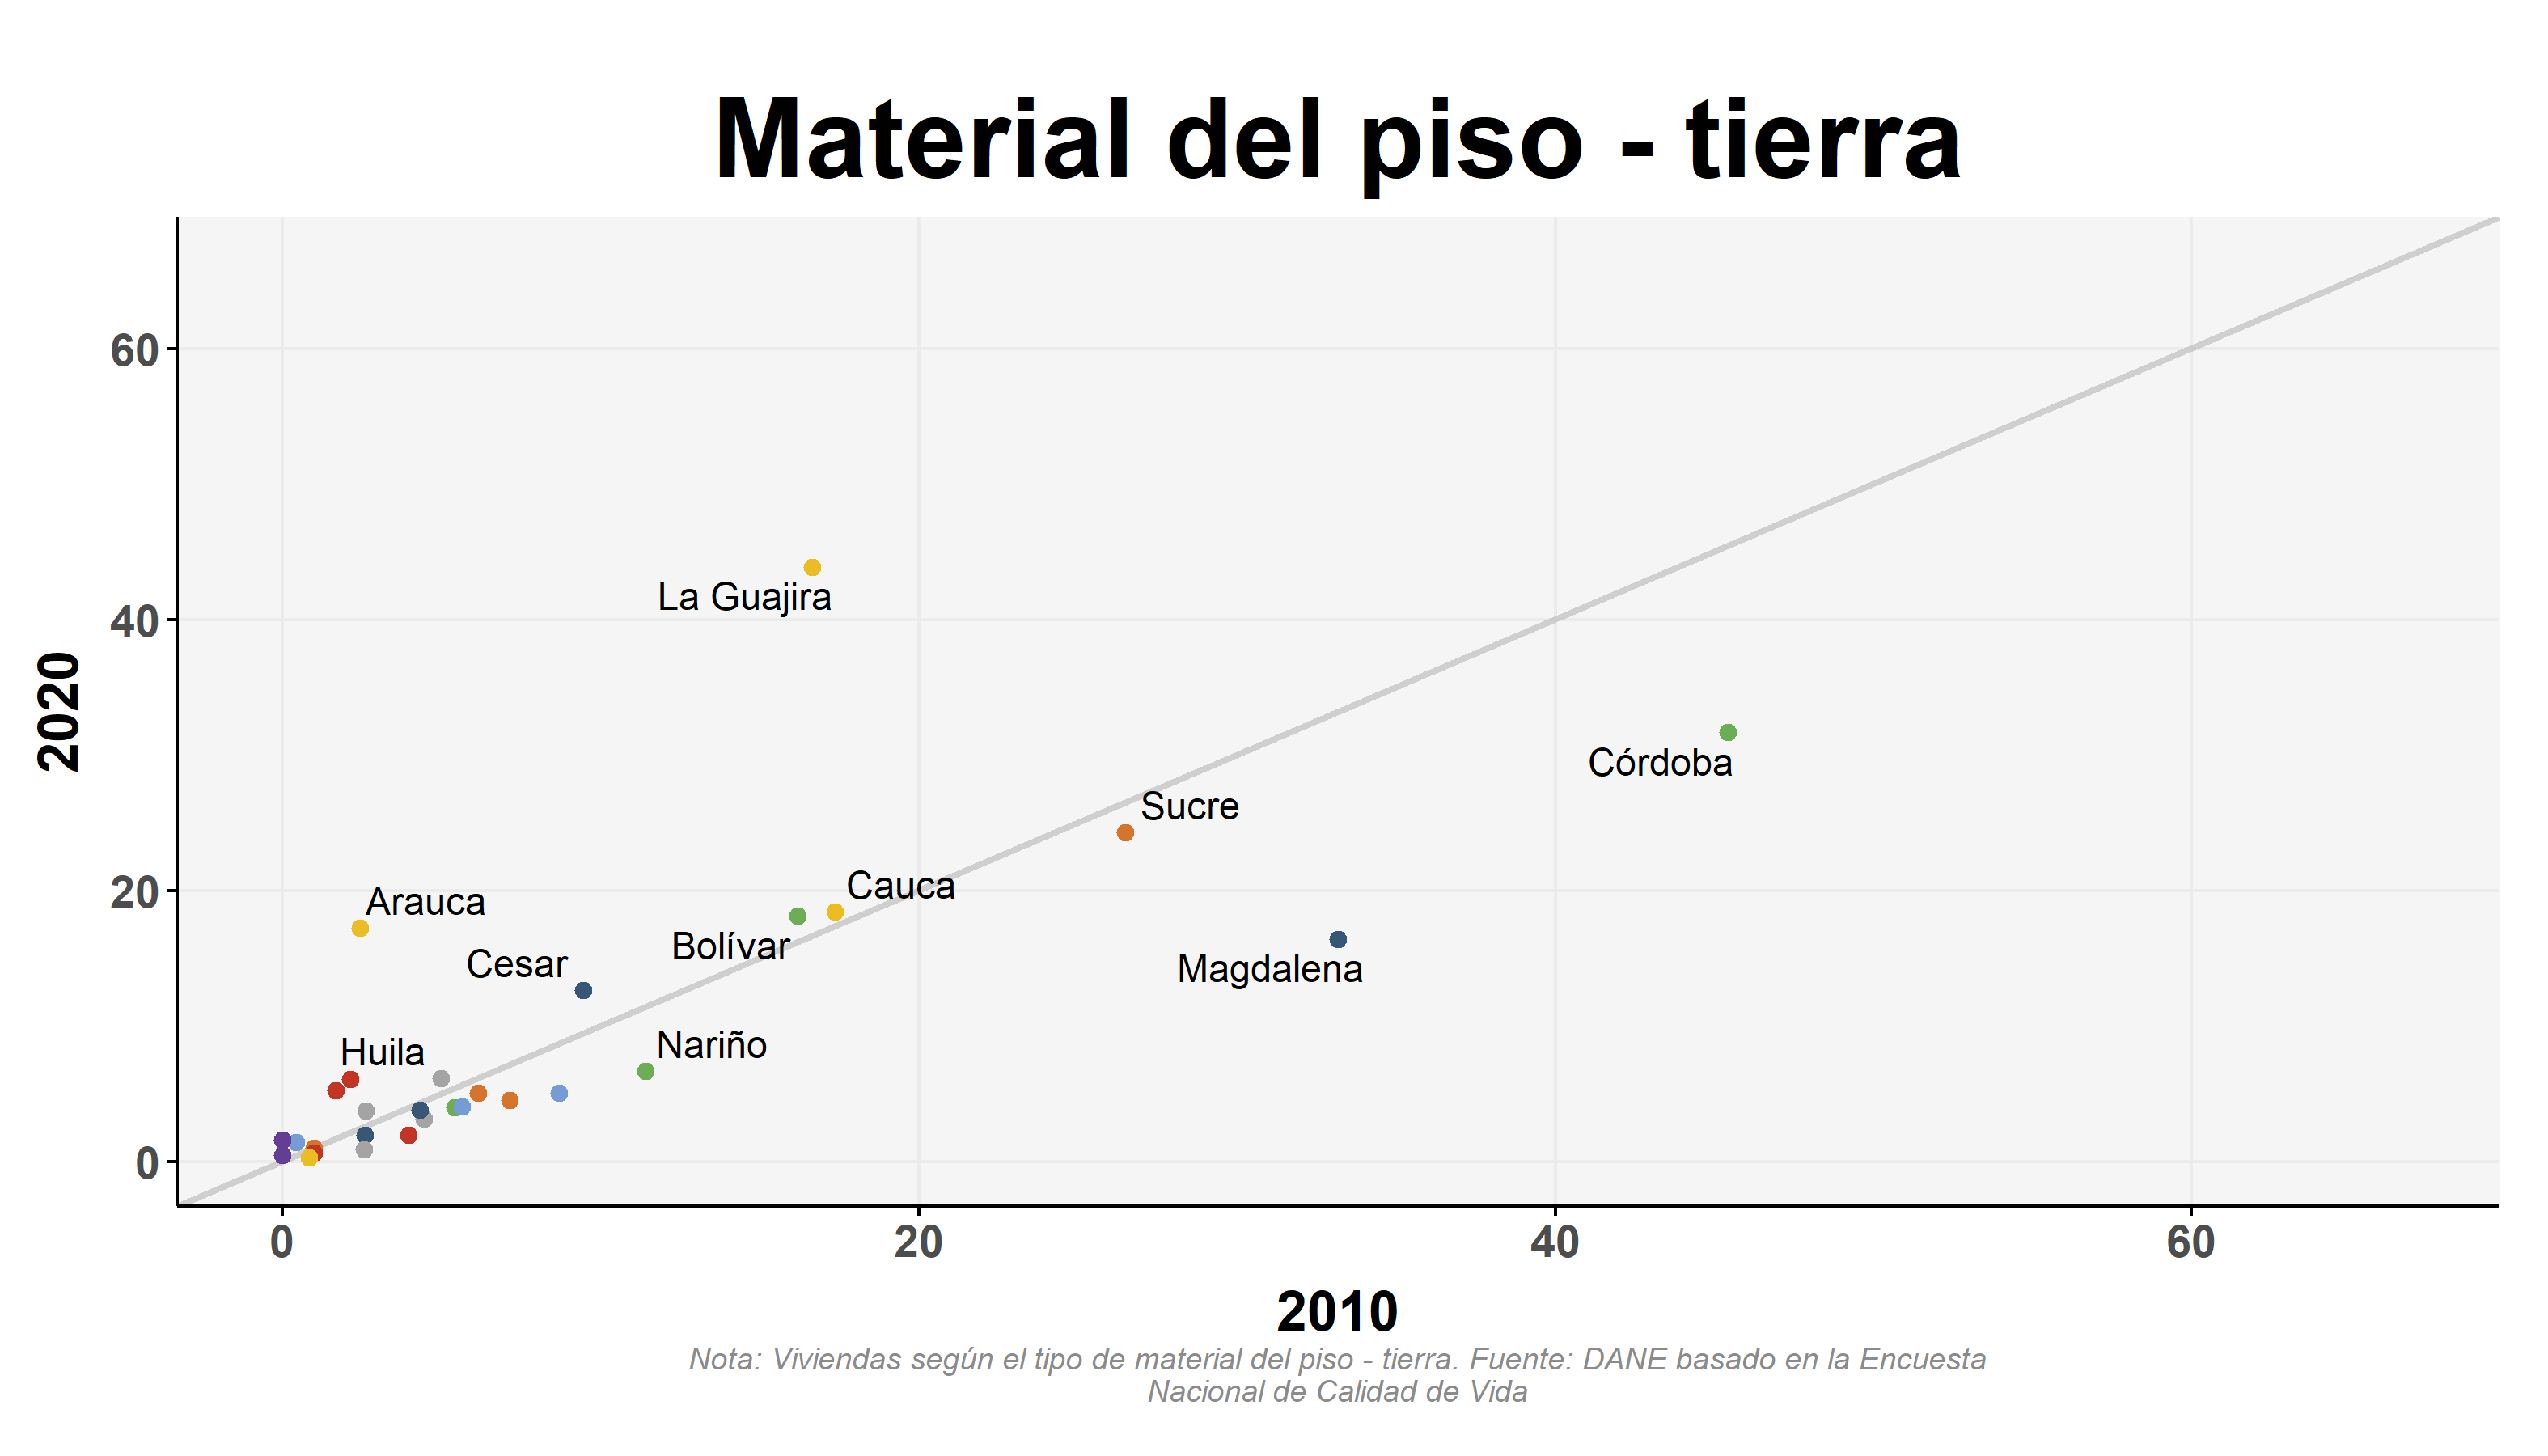 Material del piso - tierra
60
La Guajira
40
2020
Córdoba
Sucre
Cauca
20
Arauca
Bolívar
Cesar
Magdalena
Nariño
Huila
0
0 20 40 60
2010
Nota: Viviendas según el tipo de material del piso - tierra. Fuente: DANE basado en la Encuesta
Nacional de Calidad de Vida